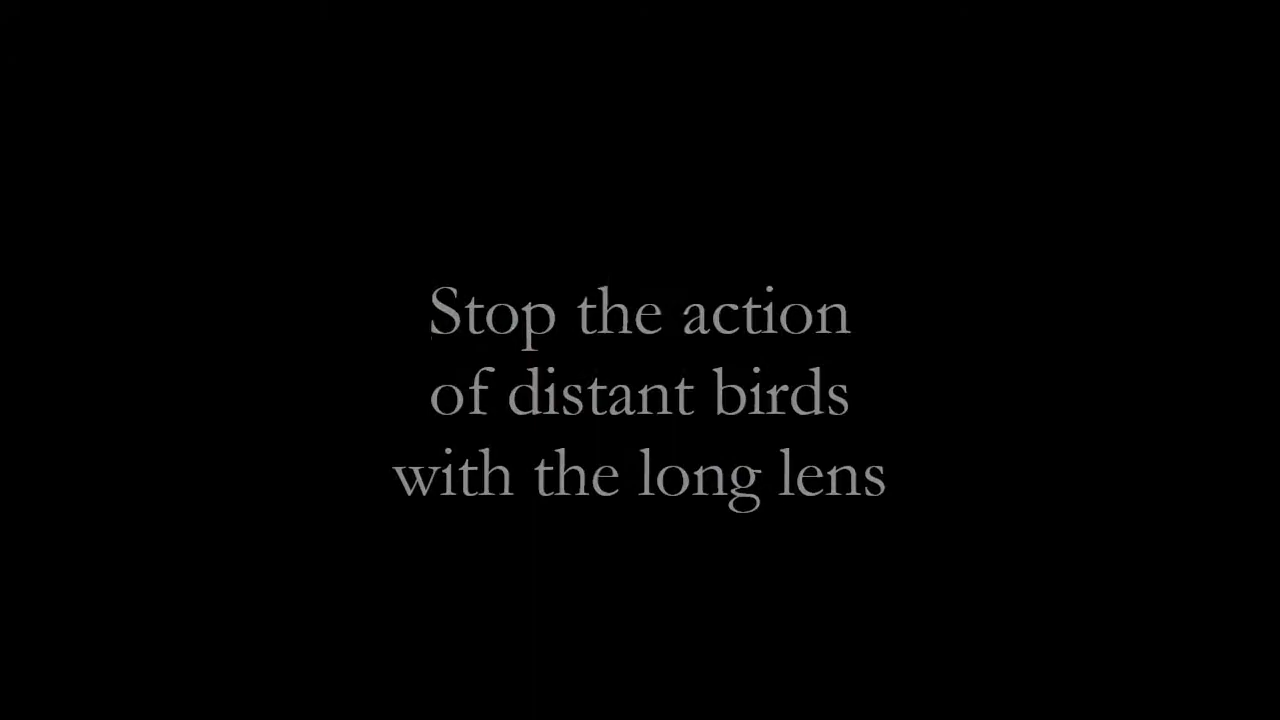 Stop the action
of distant birds
with the long lens